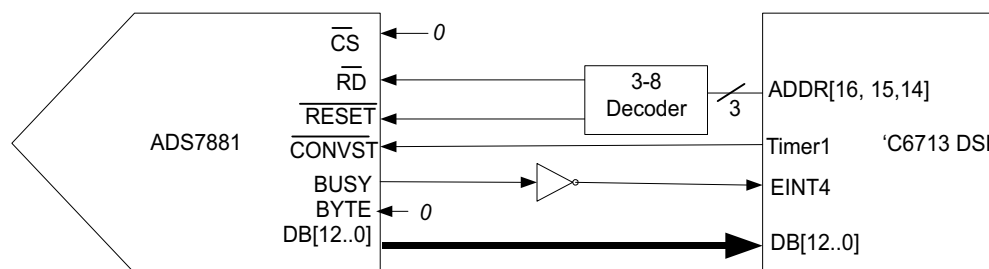 CS
0
RD
RESET
ADS7881
CONVST
BUSY
BYTE
0
DB[12..0]
3-8
Decoder
3
ADDR[16, 15,14]
Timer1
'C6713 DSP
EINT4
DB[12..0]